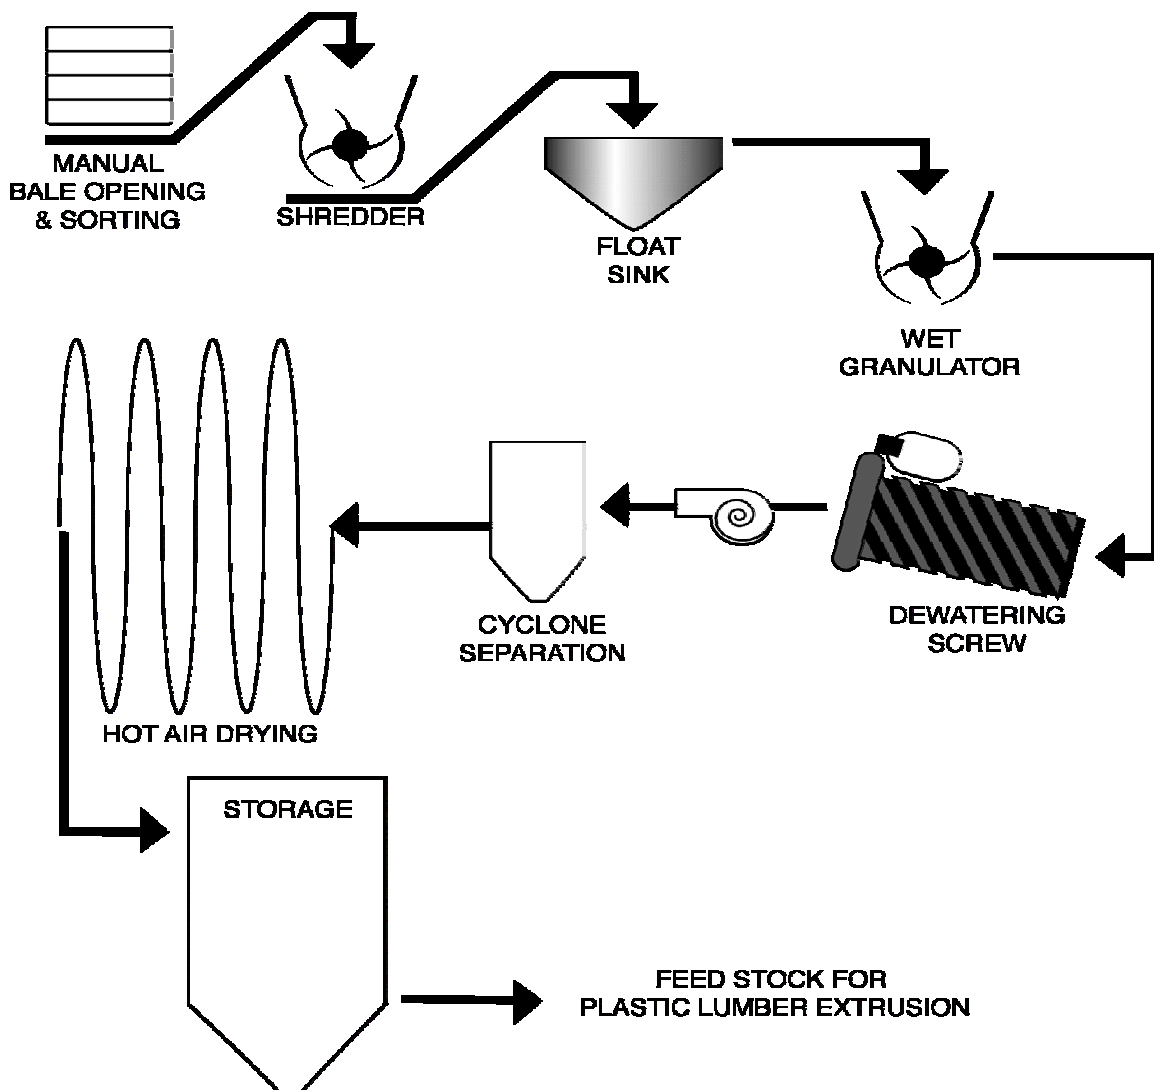 MANUAL
BALE OPENING
& SORTING
SHREDDER
FLOAT
SINK
WET
GRANULATOR
DEWATERING
SCREW
CYCLONE
SEPARATION
HOT AIR DRYING
STORAGE
FEED STOCK FOR
PLASTIC LUMBER EXTRUSION